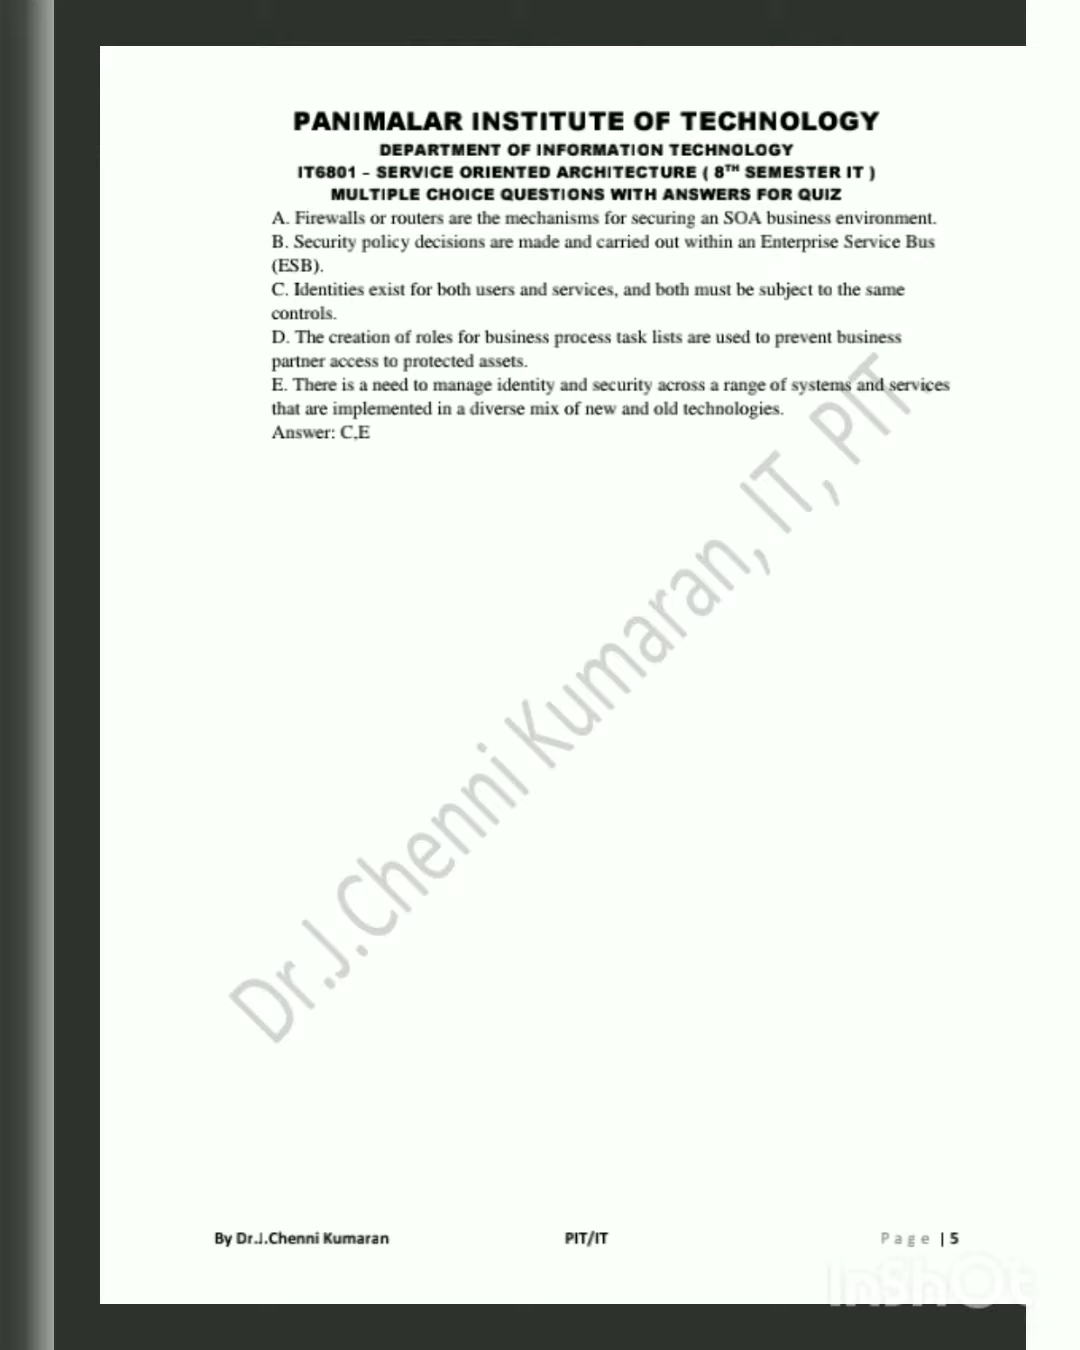 PANIMALAR INSTITUTE OF TECHNOLOGY
DEPARTMENT OF INFORMATION TECHNOLOGY
IT6801 – SERVICE ORIENTED ARCHITECTURE ( 8TH SEMESTER IT )
MULTIPLE CHOICE QUESTIONS WITH ANSWERS FOR QUIZ
A. Firewalls or routers are the mechanisms for securing an SOA business environment.
B. Security policy decisions are made and carried out within an Enterprise Service Bus
(ESB).
C. Identities exist for both users and services, and both must be subject to the same
controls.
D. The creation of roles for business process task lists are used to prevent business
partner access to protected assets.
E. There is a need to manage identity and security across a range of systems and services
that are implemented in a diverse mix of new and old technologies.
Answer: C,E
Dr.J.Chenni Kumaran, IT, PIT.
By Dr.J.Chenni Kumaran PIT/IT Page | 5
InShOt